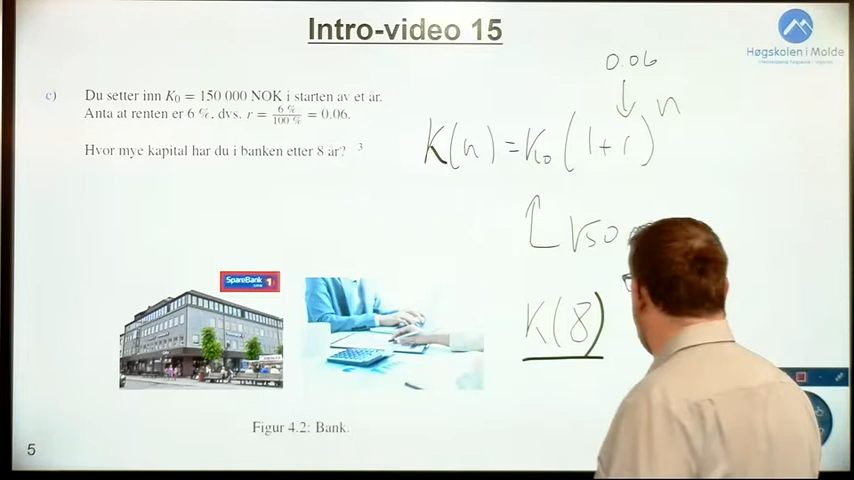 Intro-video 15
Høgskolen i Molde
0.06
c) Du setter inn K₀ = 150 000 NOK i starten av et år.
Anta at renten er 6 %, dvs. r = 6 % / 100 % = 0.06.
Hvor mye kapital har du i banken etter 8 år? ³
K(n) = K₀ (1 + r)ⁿ
150
K(8)
SpareBank 1
Figur 4.2: Bank.
5